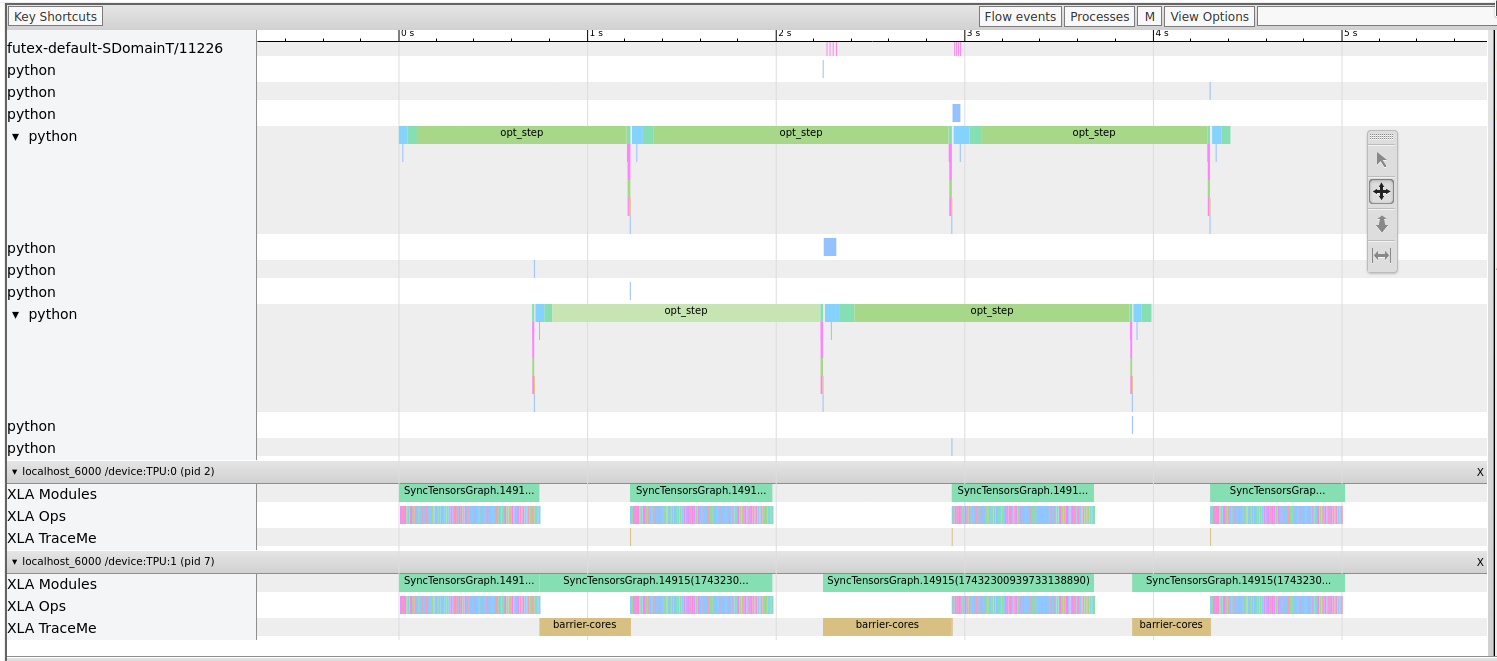 Key Shortcuts Flow events Processes M View Options
0 s 1 s 2 s 3 s 4 s 5 s
futex-default-SDomainT/11226
python
python
python
▼ python opt_step opt_step opt_step
python
python
python
▼ python opt_step opt_step
python
python
▼ localhost_6000 /device:TPU:0 (pid 2) X
XLA Modules SyncTensorsGraph.1491... SyncTensorsGraph.1491... SyncTensorsGraph.1491... SyncTensorsGrap...
XLA Ops
XLA TraceMe
▼ localhost_6000 /device:TPU:1 (pid 7) X
XLA Modules SyncTensorsGraph.1491... SyncTensorsGraph.14915(1743230... SyncTensorsGraph.14915(17432300939733138890) SyncTensorsGraph.14915(1743230...
XLA Ops
XLA TraceMe barrier-cores barrier-cores barrier-cores